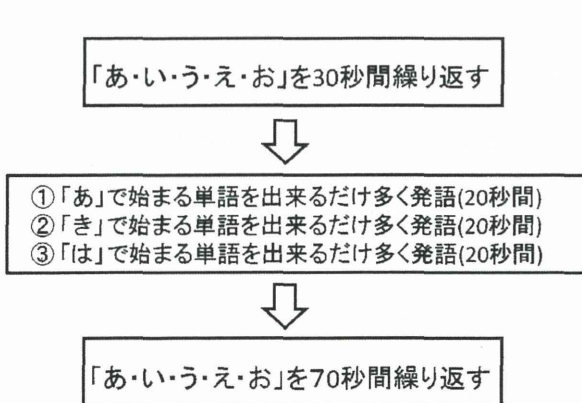 「あ・い・う・え・お」を30秒間繰り返す
①「あ」で始まる単語を出来るだけ多く発語(20秒間)
②「き」で始まる単語を出来るだけ多く発語(20秒間)
③「は」で始まる単語を出来るだけ多く発語(20秒間)
「あ・い・う・え・お」を70秒間繰り返す